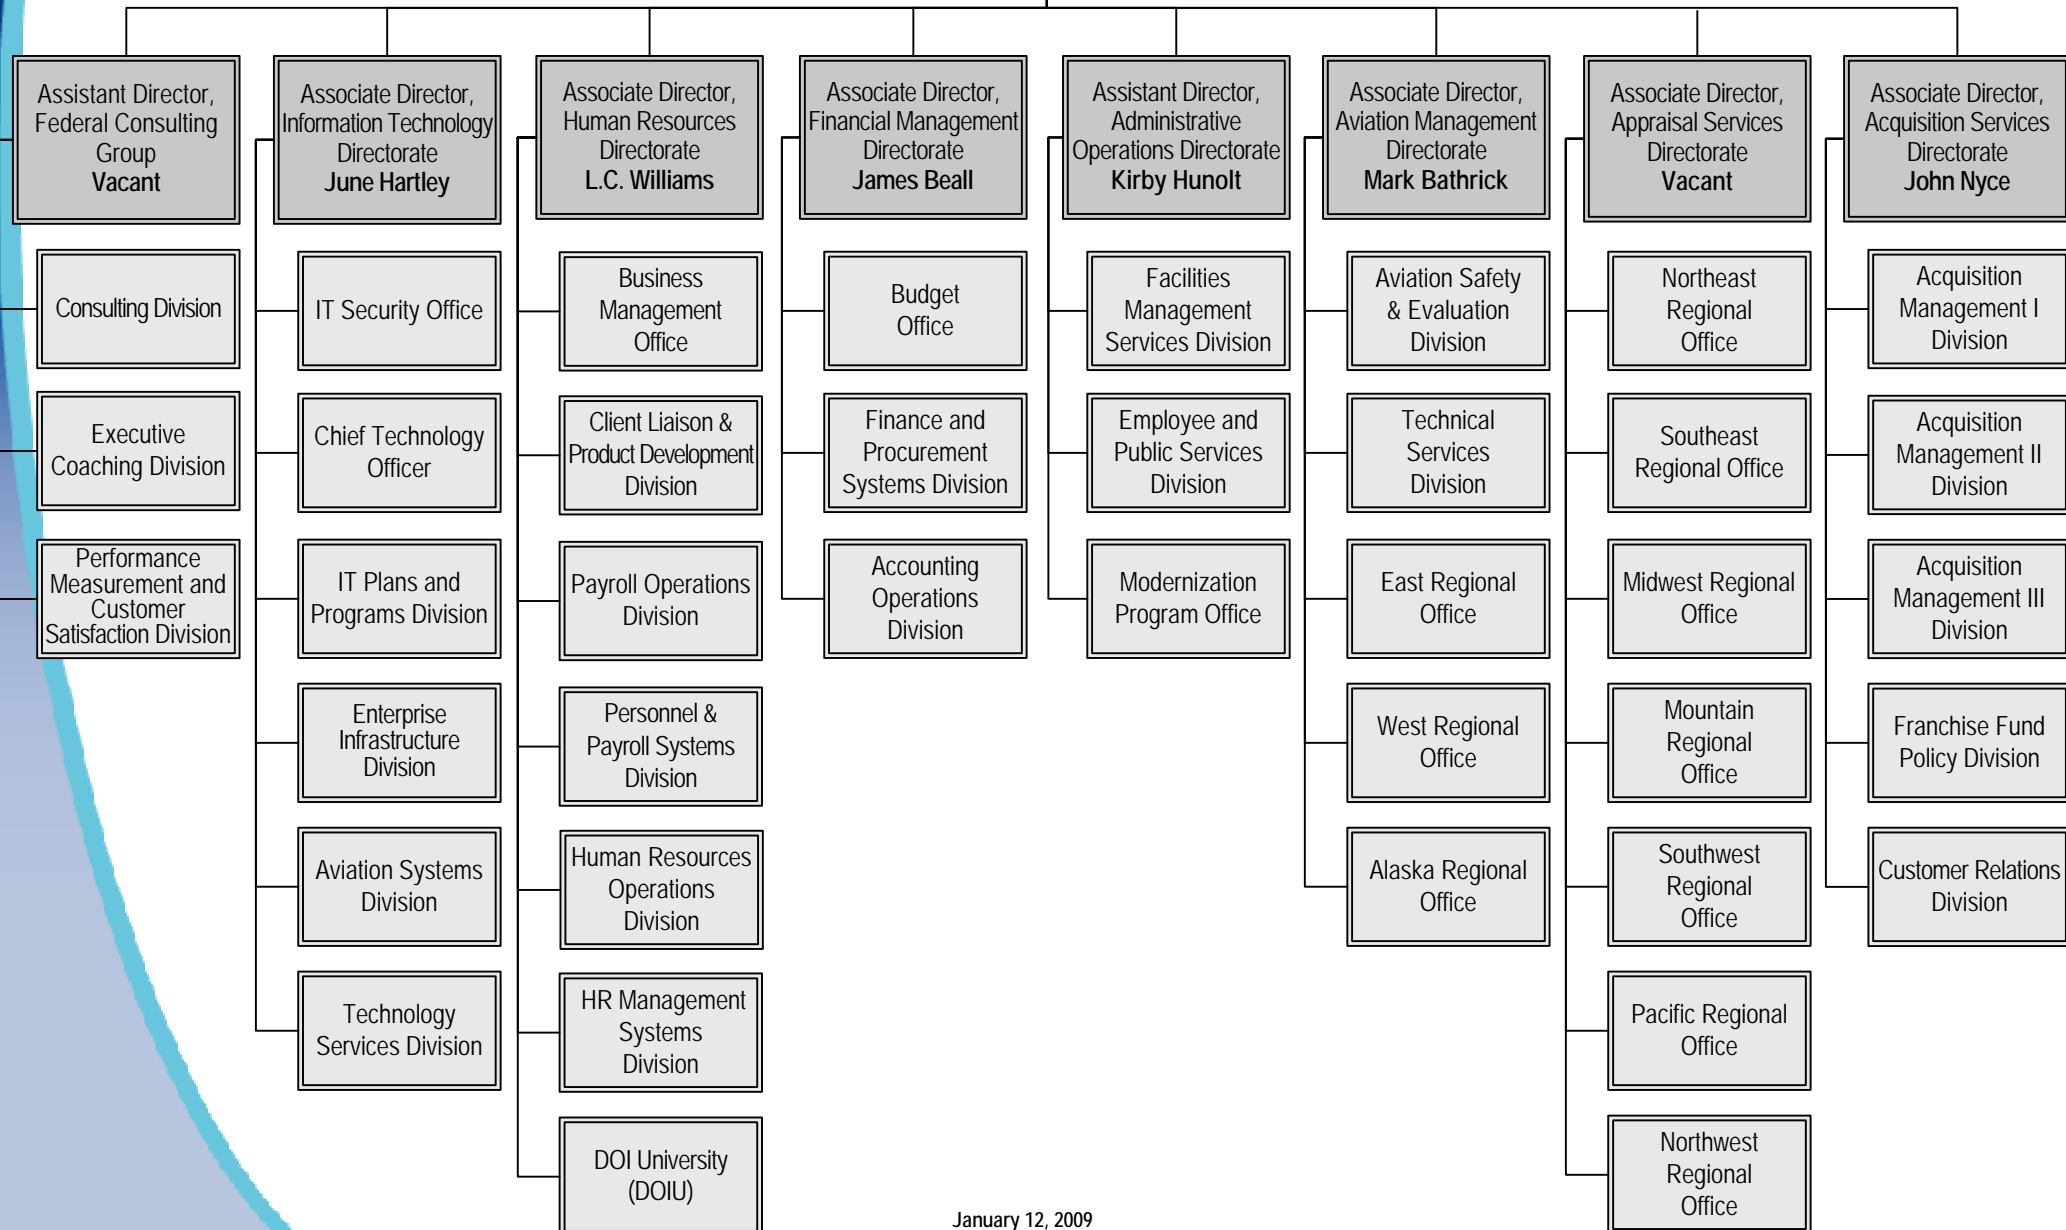 Assistant Director,
Federal Consulting
Group
Vacant
Consulting Division
Executive
Coaching Division
Performance
Measurement and
Customer
Satisfaction Division
Associate Director,
Information Technology
Directorate
June Hartley
IT Security Office
Chief Technology
Officer
IT Plans and
Programs Division
Enterprise
Infrastructure
Division
Aviation Systems
Division
Technology
Services Division
Associate Director,
Human Resources
Directorate
L.C. Williams
Business
Management
Office
Client Liaison &
Product Development
Division
Payroll Operations
Division
Personnel &
Payroll Systems
Division
Human Resources
Operations
Division
HR Management
Systems
Division
DOI University
(DOIU)
Associate Director,
Financial Management
Directorate
James Beall
Budget
Office
Finance and
Procurement
Systems Division
Accounting
Operations
Division
Assistant Director,
Administrative
Operations Directorate
Kirby Hunolt
Facilities
Management
Services Division
Employee and
Public Services
Division
Modernization
Program Office
Associate Director,
Aviation Management
Directorate
Mark Bathrick
Aviation Safety
& Evaluation
Division
Technical
Services
Division
East Regional
Office
West Regional
Office
Alaska Regional
Office
Associate Director,
Appraisal Services
Directorate
Vacant
Northeast
Regional
Office
Southeast
Regional Office
Midwest Regional
Office
Mountain
Regional
Office
Southwest
Regional
Office
Pacific Regional
Office
Northwest
Regional
Office
Associate Director,
Acquisition Services
Directorate
John Nyce
Acquisition
Management I
Division
Acquisition
Management II
Division
Acquisition
Management III
Division
Franchise Fund
Policy Division
Customer Relations
Division
January 12, 2009